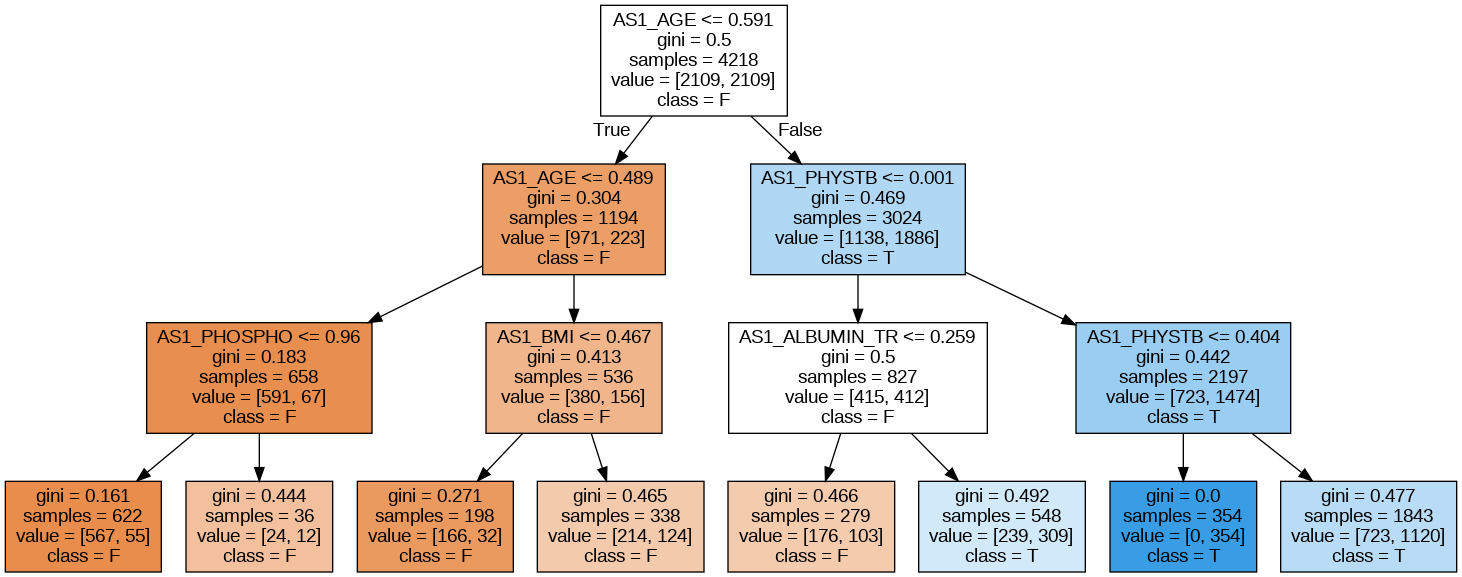 AS1_AGE <= 0.591
gini = 0.5
samples = 4218
value = [2109, 2109]
class = F
True
False
AS1_AGE <= 0.489
gini = 0.304
samples = 1194
value = [971, 223]
class = F
AS1_PHYSTB <= 0.001
gini = 0.469
samples = 3024
value = [1138, 1886]
class = T
AS1_PHOSPHO <= 0.96
gini = 0.183
samples = 658
value = [591, 67]
class = F
AS1_BMI <= 0.467
gini = 0.413
samples = 536
value = [380, 156]
class = F
AS1_ALBUMIN_TR <= 0.259
gini = 0.5
samples = 827
value = [415, 412]
class = F
AS1_PHYSTB <= 0.404
gini = 0.442
samples = 2197
value = [723, 1474]
class = T
gini = 0.161
samples = 622
value = [567, 55]
class = F
gini = 0.444
samples = 36
value = [24, 12]
class = F
gini = 0.271
samples = 198
value = [166, 32]
class = F
gini = 0.465
samples = 338
value = [214, 124]
class = F
gini = 0.466
samples = 279
value = [176, 103]
class = F
gini = 0.492
samples = 548
value = [239, 309]
class = T
gini = 0.0
samples = 354
value = [0, 354]
class = T
gini = 0.477
samples = 1843
value = [723, 1120]
class = T